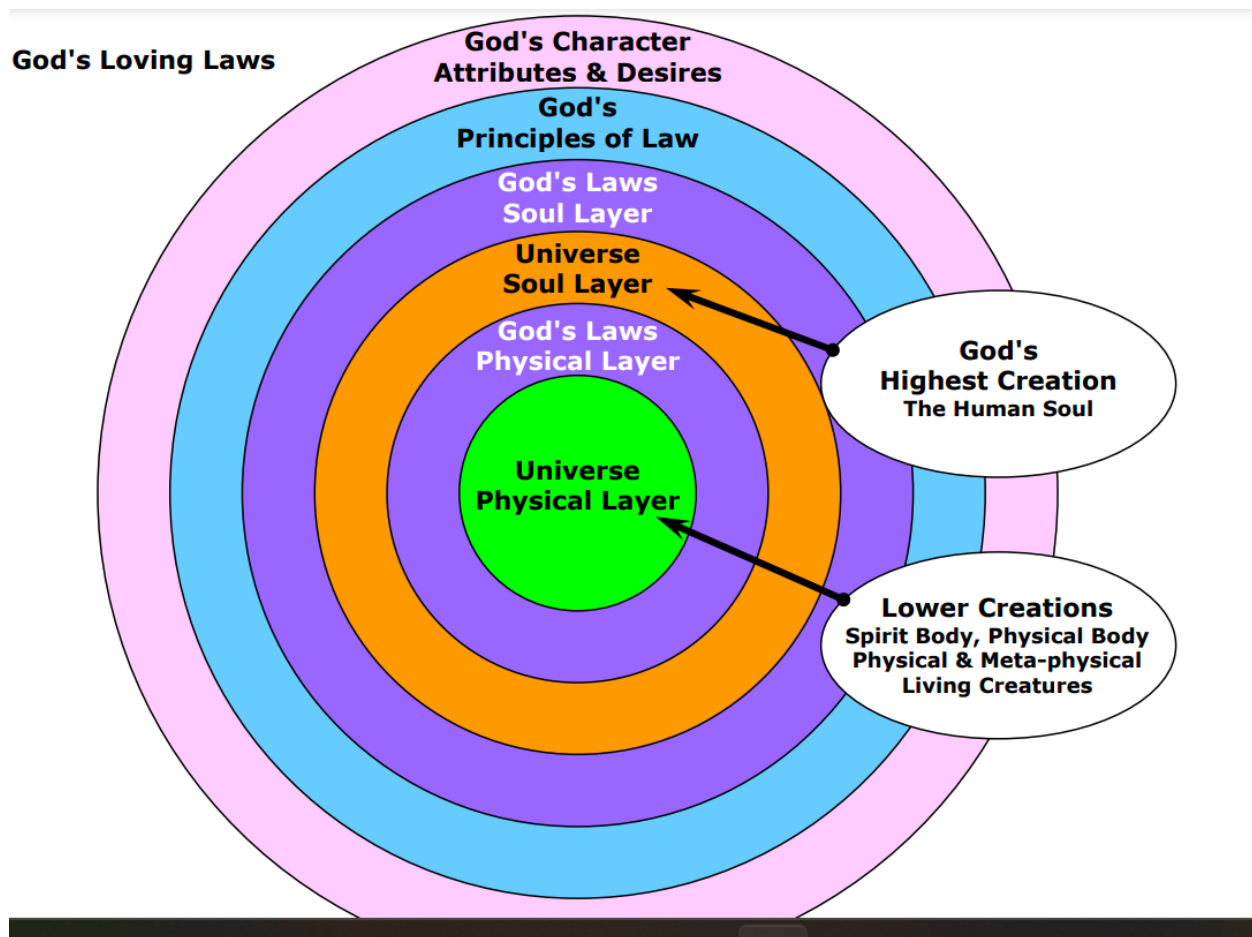 God's Loving Laws
God's Character
Attributes & Desires
God's
Principles of Law
God's Laws
Soul Layer
Universe
Soul Layer
God's Laws
Physical Layer
Universe
Physical Layer
God's
Highest Creation
The Human Soul
Lower Creations
Spirit Body, Physical Body
Physical & Meta-physical
Living Creatures